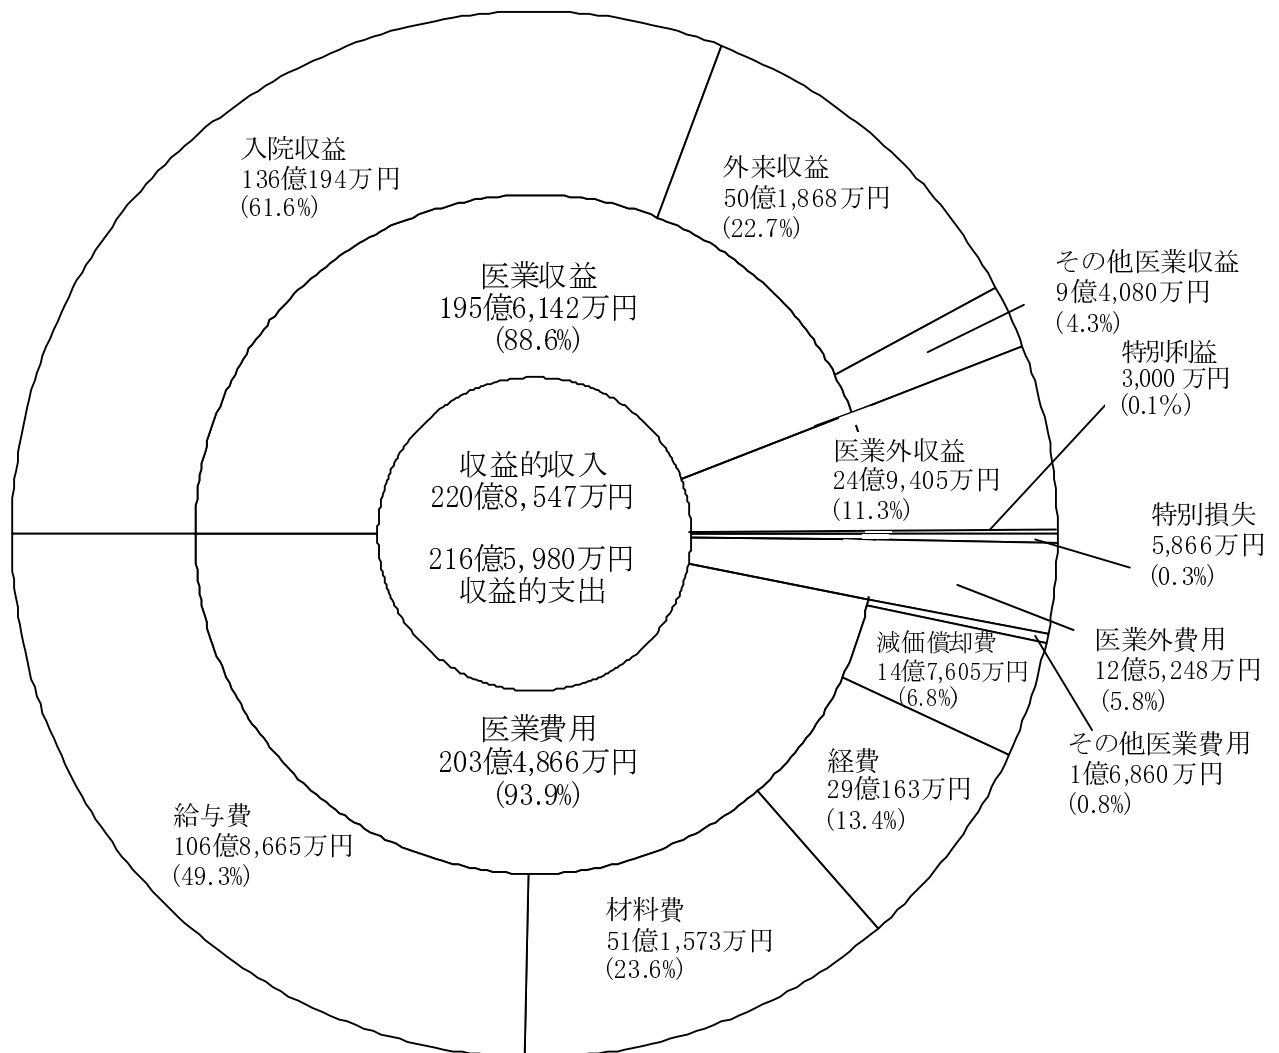 入院収益
136億194万円
(61.6%)
外来収益
50億1,868万円
(22.7%)
その他医業収益
9億4,080万円
(4.3%)
特別利益
3,000万円
(0.1%)
医業収益
195億6,142万円
(88.6%)
医業外収益
24億9,405万円
(11.3%)
収益的収入
220億8,547万円
216億5,980万円
収益的支出
特別損失
5,866万円
(0.3%)
医業外費用
12億5,248万円
(5.8%)
減価償却費
14億7,605万円
(6.8%)
その他医業費用
1億6,860万円
(0.8%)
医業費用
203億4,866万円
(93.9%)
経費
29億163万円
(13.4%)
給与費
106億8,665万円
(49.3%)
材料費
51億1,573万円
(23.6%)